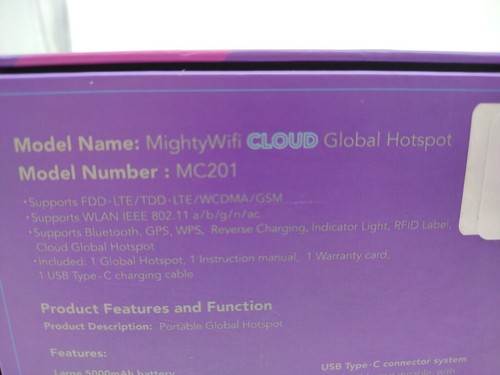 Model Name: MightyWifi CLOUD Global Hotspot
Model Number : MC201
•Supports FDD-LTE/TDD-LTE/WCDMA/GSM
•Supports WLAN IEEE 802.11 a/b/g/n/ac
•Supports Bluetooth, GPS, WPS, Reverse Charging, Indicator Light, RFID Label,
Cloud Global Hotspot
•Included: 1 Global Hotspot, 1 Instruction manual, 1 Warranty card,
1 USB Type-C charging cable
Product Features and Function
Product Description: Portable Global Hotspot
Features:
Large 5000mAh battery
USB Type-C connector system